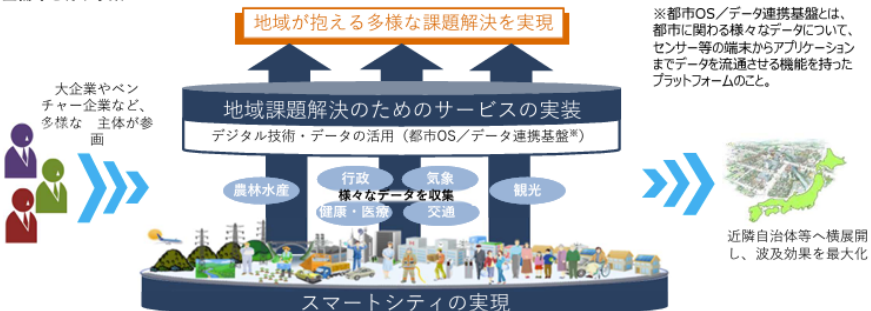 地域が抱える多様な課題解決を実現
※都市OS／データ連携基盤とは、
都市に関わる様々なデータについて、
センサー等の端末からアプリケーション
までデータを流通させる機能を持った
プラットフォームのこと。
大企業やベン
チャー企業など、
多様な 主体が参
画
地域課題解決のためのサービスの実装
デジタル技術・データの活用（都市OS／データ連携基盤※）
農林水産
行政
気象
観光
様々なデータを収集
健康・医療
交通
近隣自治体等へ横展開
し、波及効果を最大化
スマートシティの実現